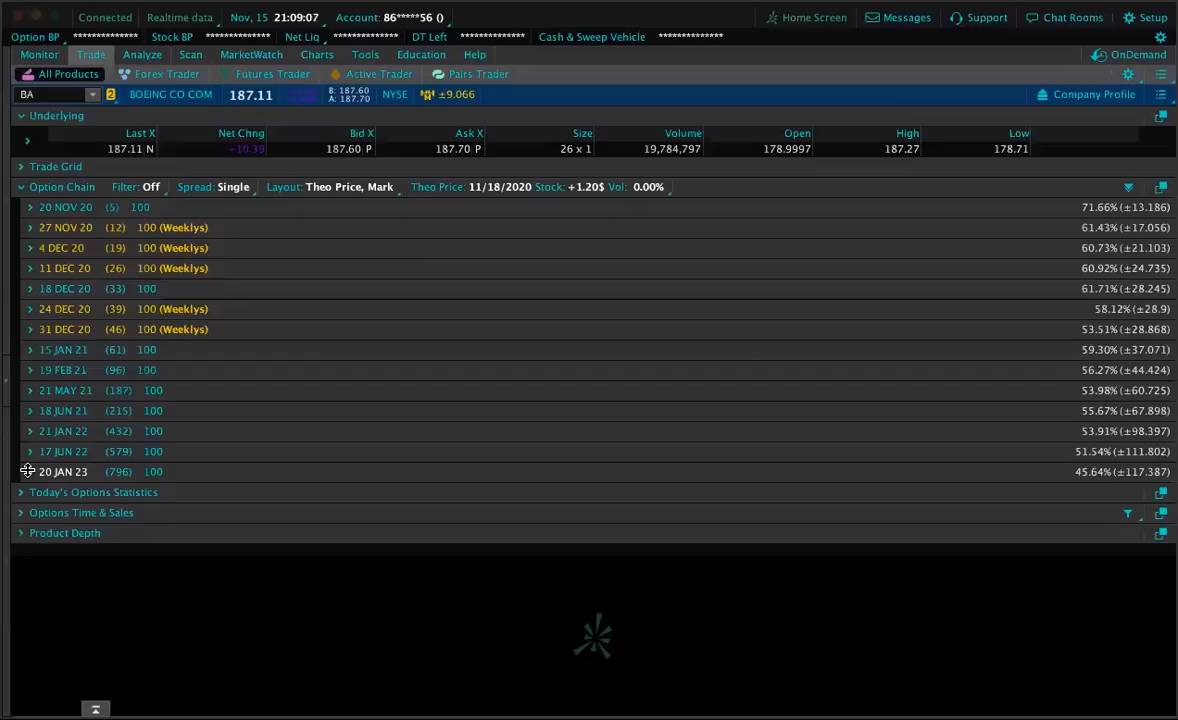 Connected Realtime data Nov, 15 21:09:07 Account: 86*****56 () Home Screen Messages Support Chat Rooms Setup
Option BP ************** Stock BP ************** Net Liq ************** DT Left ************** Cash & Sweep Vehicle **************
Monitor Trade Analyze Scan MarketWatch Charts Tools Education Help OnDemand
All Products Forex Trader Futures Trader Active Trader Pairs Trader
BA 2 BOEING CO COM 187.11 B: 187.60 A: 187.70 NYSE ±9.066 Company Profile
Underlying
Last X Net Chng Bid X Ask X Size Volume Open High Low
187.11 N +10.39 187.60 P 187.70 P 26 x 1 19,784,797 178.9997 187.27 178.71
Trade Grid
Option Chain Filter: Off Spread: Single Layout: Theo Price, Mark Theo Price: 11/18/2020 Stock: +1.20$ Vol: 0.00%
20 NOV 20 (5) 100 71.66% (±13.186)
27 NOV 20 (12) 100 (Weeklys) 61.43% (±17.056)
4 DEC 20 (19) 100 (Weeklys) 60.73% (±21.103)
11 DEC 20 (26) 100 (Weeklys) 60.92% (±24.735)
18 DEC 20 (33) 100 61.71% (±28.245)
24 DEC 20 (39) 100 (Weeklys) 58.12% (±28.9)
31 DEC 20 (46) 100 (Weeklys) 53.51% (±28.868)
15 JAN 21 (61) 100 59.30% (±37.071)
19 FEB 21 (96) 100 56.27% (±44.424)
21 MAY 21 (187) 100 53.98% (±60.725)
18 JUN 21 (215) 100 55.67% (±67.898)
21 JAN 22 (432) 100 53.91% (±98.397)
17 JUN 22 (579) 100 51.54% (±111.802)
20 JAN 23 (796) 100 45.64% (±117.387)
Today's Options Statistics
Options Time & Sales
Product Depth